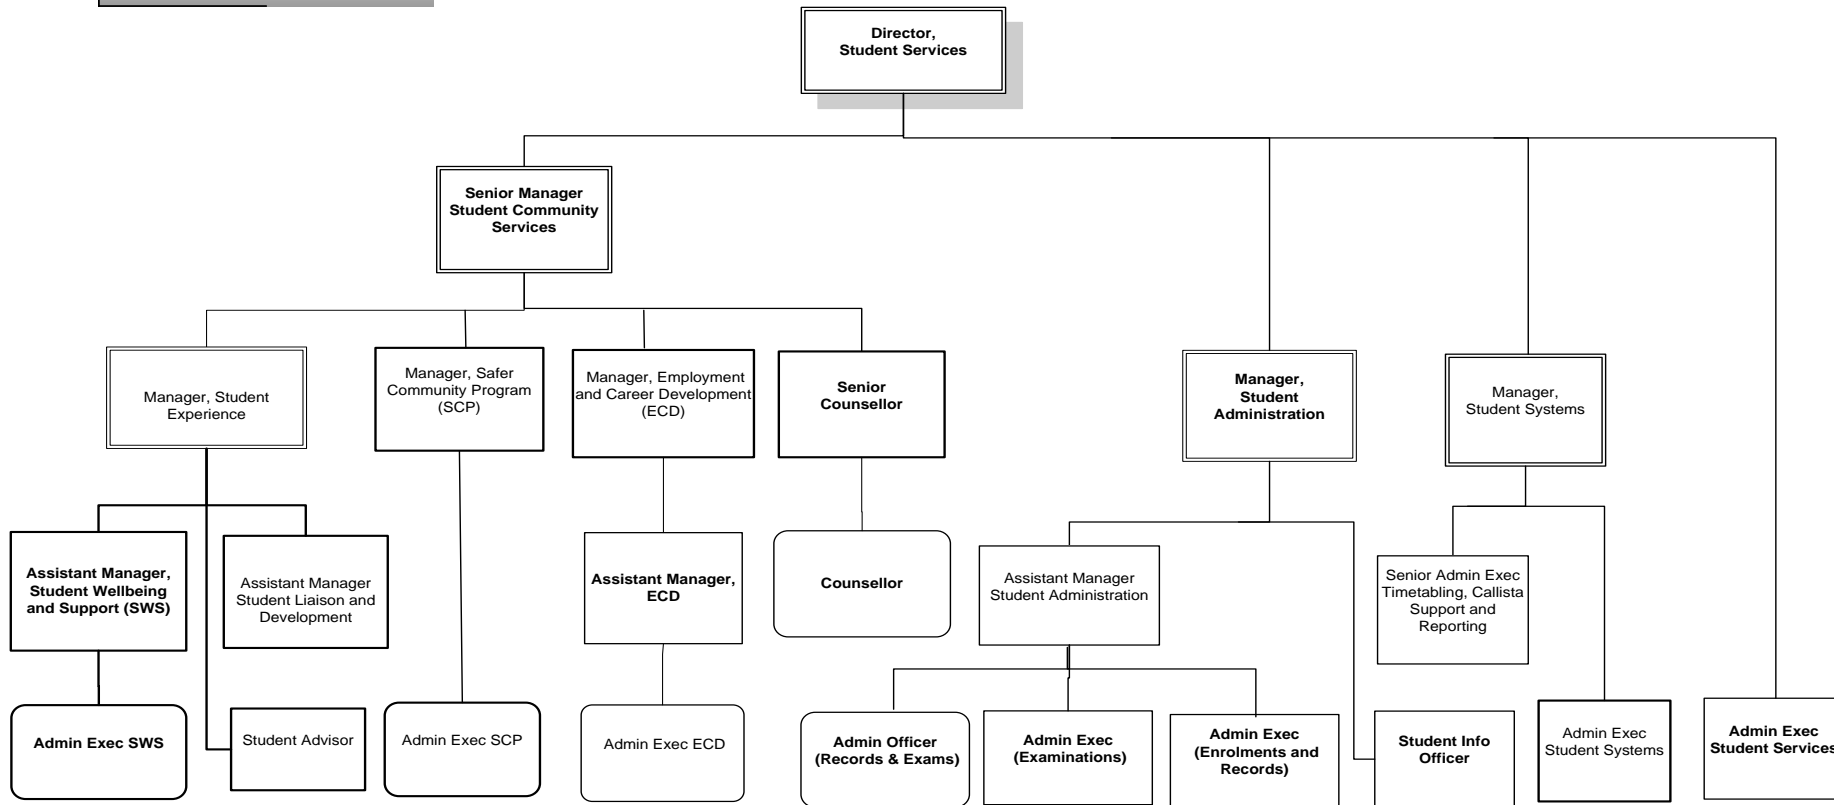 Director,
Student Services
Senior Manager
Student Community
Services
Manager, Student
Experience
Manager, Safer
Community Program
(SCP)
Manager, Employment
and Career Development
(ECD)
Senior
Counsellor
Manager,
Student
Administration
Manager,
Student Systems
Assistant Manager,
Student Wellbeing
and Support (SWS)
Assistant Manager
Student Liaison and
Development
Assistant Manager,
ECD
Counsellor
Assistant Manager
Student Administration
Senior Admin Exec
Timetabling, Callista
Support and
Reporting
Admin Exec SWS
Student Advisor
Admin Exec SCP
Admin Exec ECD
Admin Officer
(Records & Exams)
Admin Exec
(Examinations)
Admin Exec
(Enrolments and
Records)
Student Info
Officer
Admin Exec
Student Systems
Admin Exec
Student Services